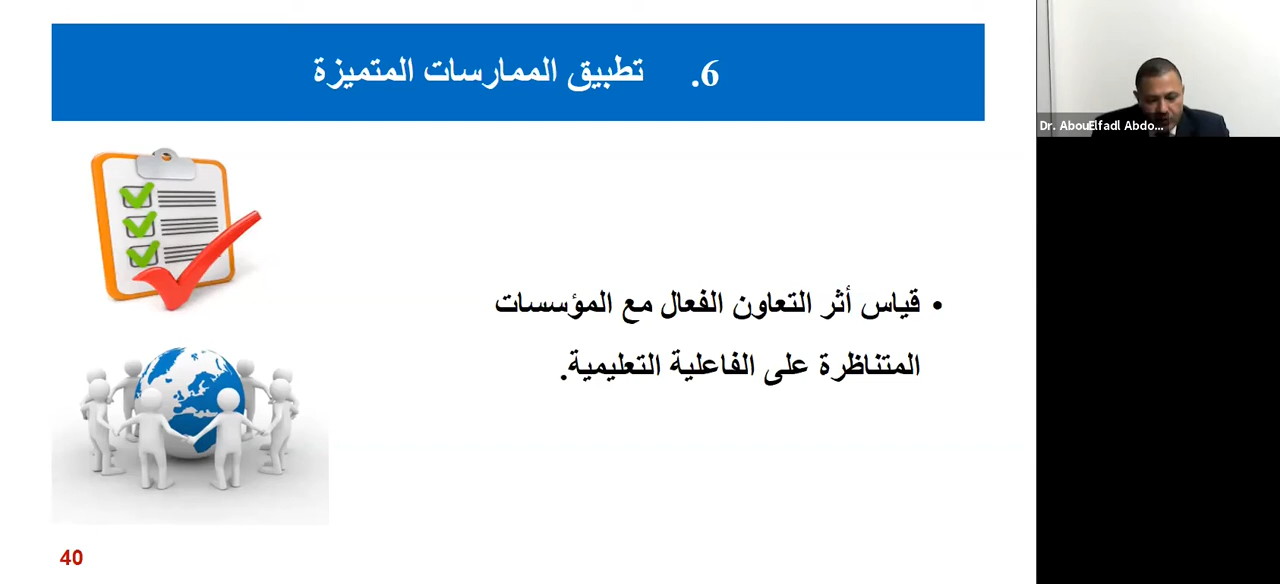 6. تطبيق الممارسات المتميزة
Dr. AbouElfadl Abdo...
• قياس أثر التعاون الفعال مع المؤسسات
المتناظرة على الفاعلية التعليمية.
40